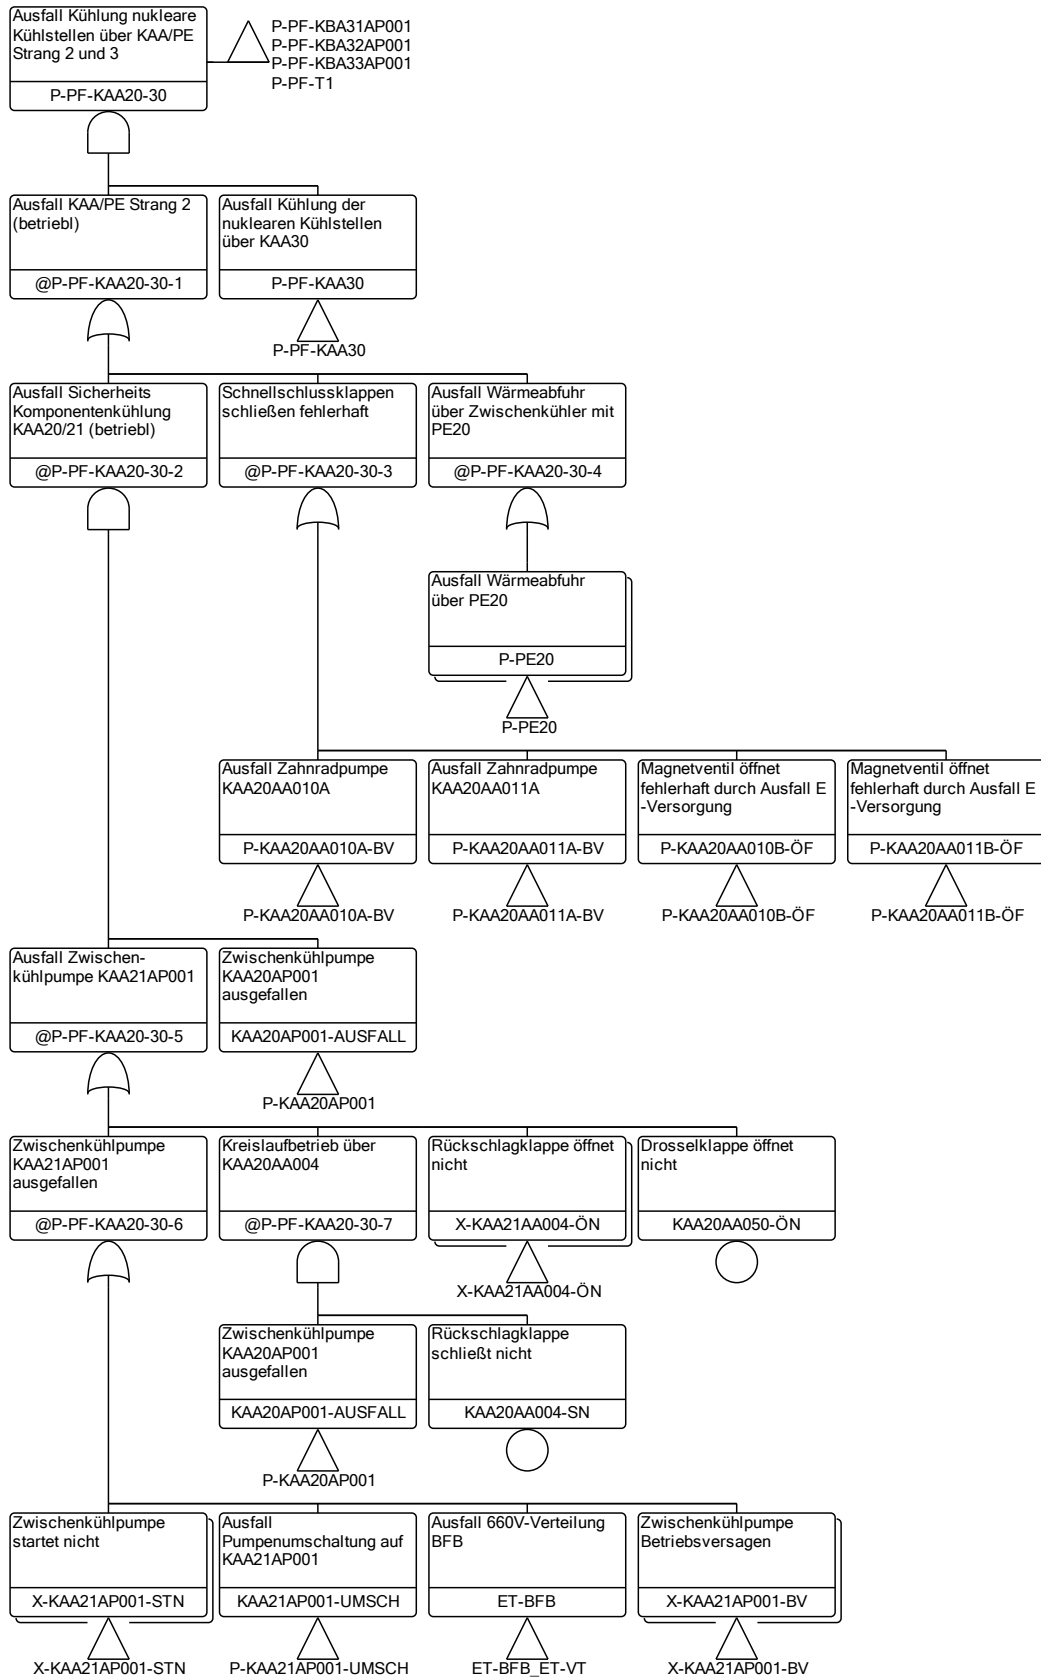 Ausfall Kühlung nukleare
Kühlstellen über KAA/PE
Strang 2 und 3
P-PF-KAA20-30
P-PF-KBA31AP001
P-PF-KBA32AP001
P-PF-KBA33AP001
P-PF-T1
Ausfall KAA/PE Strang 2
(betriebl)
@P-PF-KAA20-30-1
Ausfall Kühlung der
nuklearen Kühlstellen
über KAA30
P-PF-KAA30
P-PF-KAA30
Ausfall Sicherheits
Komponentenkühlung
KAA20/21 (betriebl)
@P-PF-KAA20-30-2
Schnellschlussklappen
schließen fehlerhaft
@P-PF-KAA20-30-3
Ausfall Wärmeabfuhr
über Zwischenkühler mit
PE20
@P-PF-KAA20-30-4
Ausfall Wärmeabfuhr
über PE20
P-PE20
P-PE20
Ausfall Zahnradpumpe
KAA20AA010A
P-KAA20AA010A-BV
P-KAA20AA010A-BV
Ausfall Zahnradpumpe
KAA20AA011A
P-KAA20AA011A-BV
P-KAA20AA011A-BV
Magnetventil öffnet
fehlerhaft durch Ausfall E
-Versorgung
P-KAA20AA010B-ÖF
P-KAA20AA010B-ÖF
Magnetventil öffnet
fehlerhaft durch Ausfall E
-Versorgung
P-KAA20AA011B-ÖF
P-KAA20AA011B-ÖF
Ausfall Zwischen-
kühlpumpe KAA21AP001
@P-PF-KAA20-30-5
Zwischenkühlpumpe
KAA20AP001
ausgefallen
KAA20AP001-AUSFALL
P-KAA20AP001
Zwischenkühlpumpe
KAA21AP001
ausgefallen
@P-PF-KAA20-30-6
Kreislaufbetrieb über
KAA20AA004
@P-PF-KAA20-30-7
Rückschlagklappe öffnet
nicht
X-KAA21AA004-ÖN
X-KAA21AA004-ÖN
Drosselklappe öffnet
nicht
KAA20AA050-ÖN
Zwischenkühlpumpe
KAA20AP001
ausgefallen
KAA20AP001-AUSFALL
P-KAA20AP001
Rückschlagklappe
schließt nicht
KAA20AA004-SN
Zwischenkühlpumpe
startet nicht
X-KAA21AP001-STN
X-KAA21AP001-STN
Ausfall
Pumpenumschaltung auf
KAA21AP001
KAA21AP001-UMSCH
P-KAA21AP001-UMSCH
Ausfall 660V-Verteilung
BFB
ET-BFB
ET-BFB_ET-VT
Zwischenkühlpumpe
Betriebsversagen
X-KAA21AP001-BV
X-KAA21AP001-BV